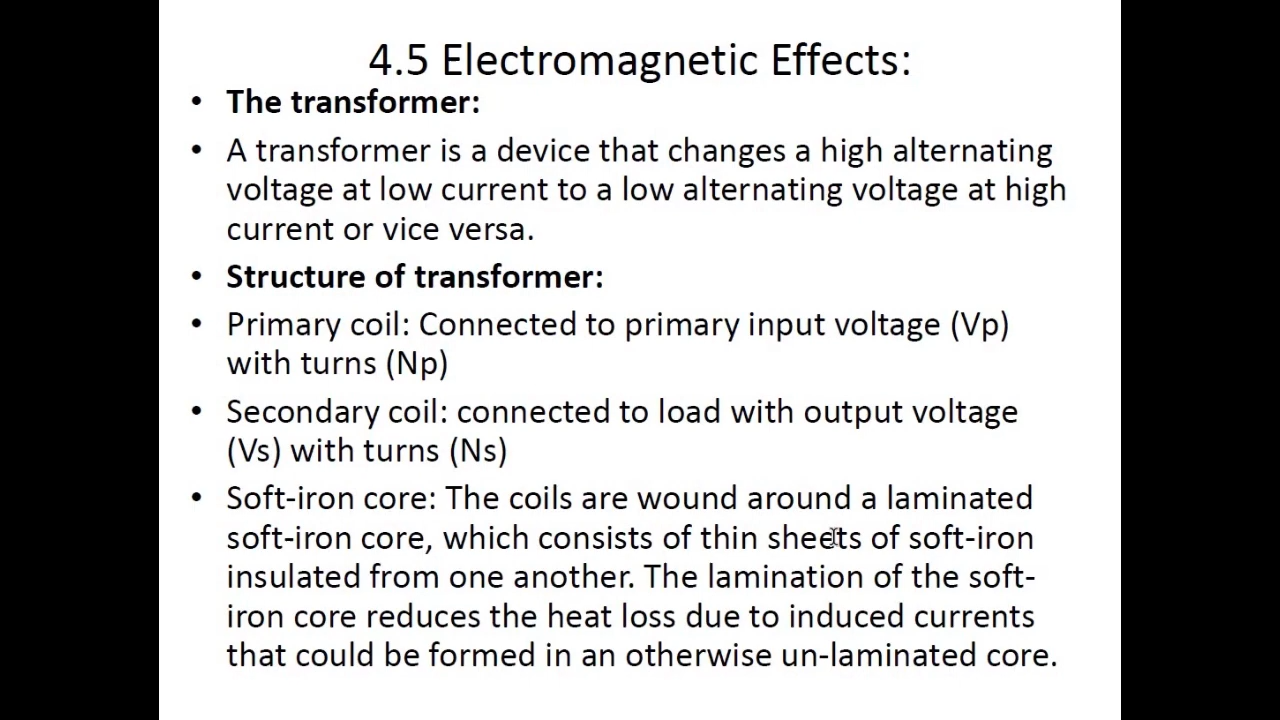 4.5 Electromagnetic Effects:
• The transformer:
• A transformer is a device that changes a high alternating
voltage at low current to a low alternating voltage at high
current or vice versa.
• Structure of transformer:
• Primary coil: Connected to primary input voltage (Vp)
with turns (Np)
• Secondary coil: connected to load with output voltage
(Vs) with turns (Ns)
• Soft-iron core: The coils are wound around a laminated
soft-iron core, which consists of thin sheets of soft-iron
insulated from one another. The lamination of the soft-
iron core reduces the heat loss due to induced currents
that could be formed in an otherwise un-laminated core.